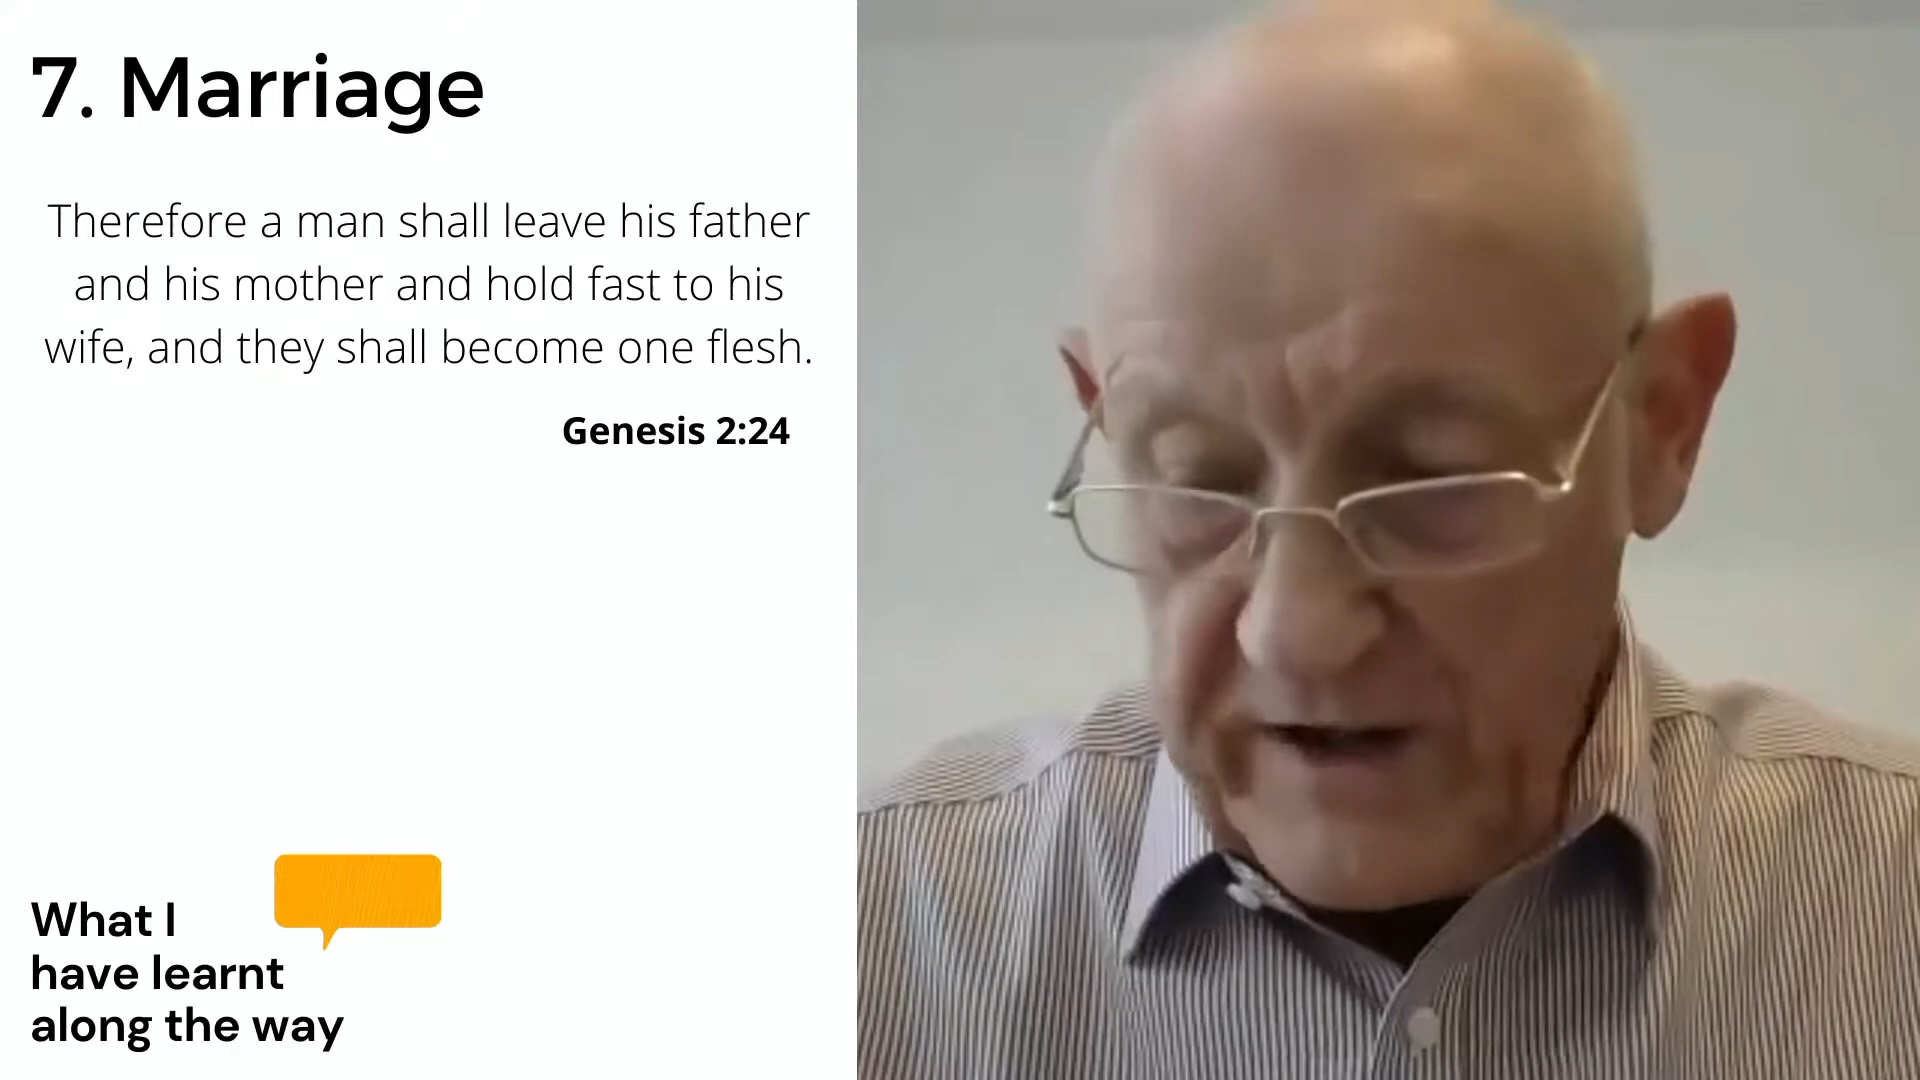 7. Marriage
Therefore a man shall leave his father
and his mother and hold fast to his
wife, and they shall become one flesh.
Genesis 2:24
What I
have learnt
along the way